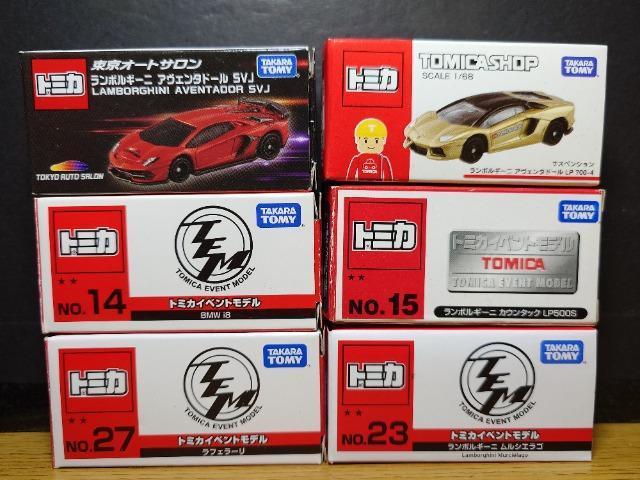 トミカ
東京オートサロン
ランボルギーニ アヴェンタドール SVJ
LAMBORGHINI AVENTADOR SVJ
TAKARA TOMY
TOKYO AUTO SALON
トミカ
TOMICASHOP
SCALE 1/68
TAKARA TOMY
T
サスペンション
ランボルギーニ アヴェンタドール LP 700-4
トミカ
★★
NO. 14
TEM
TOMICA EVENT MODEL
TAKARA TOMY
トミカイベントモデル
BMW i8
トミカ
★★
NO. 15
TAKARA TOMY
トミカイベントモデル
TOMICA
TOMICA EVENT MODEL
ランボルギーニ カウンタック LP500S
トミカ
★★
NO. 27
TEM
TOMICA EVENT MODEL
TAKARA TOMY
トミカイベントモデル
ラフェラーリ
トミカ
★★
NO. 23
TEM
TOMICA EVENT MODEL
TAKARA TOMY
トミカイベントモデル
ランボルギーニ ムルシエラゴ
Lamborghini Murciélago